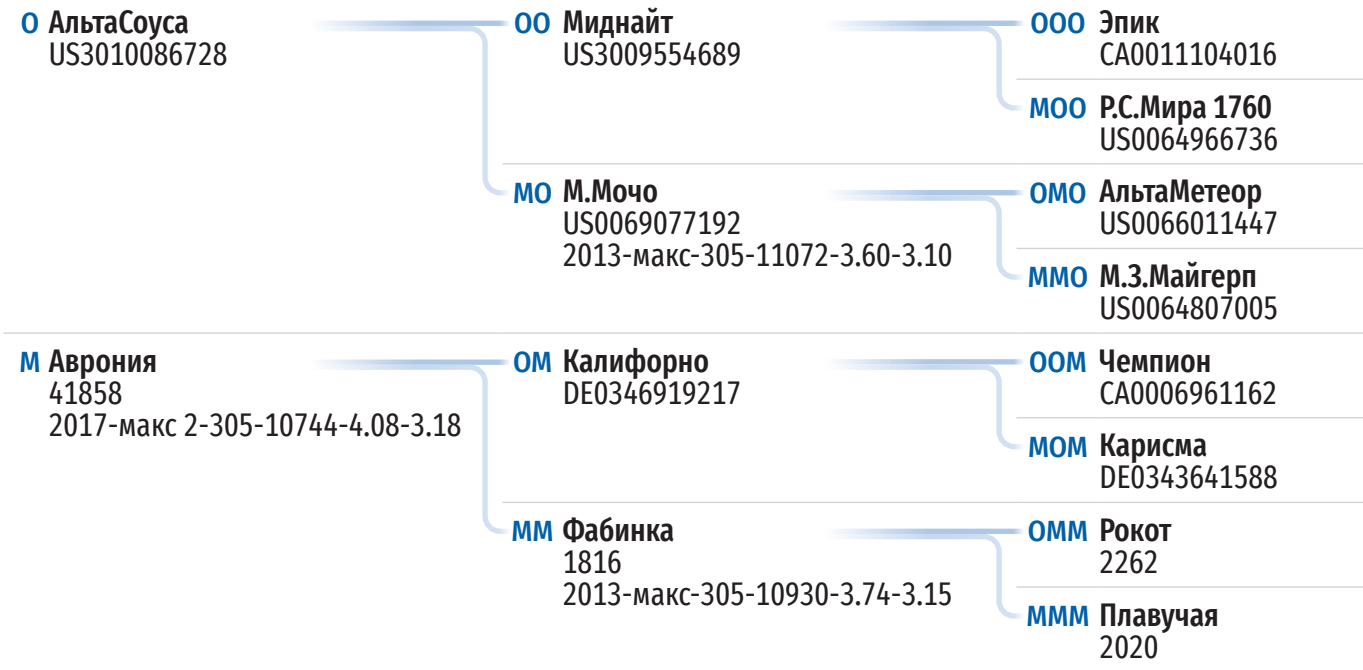 О АльтаСоуса
US3010086728
ОО Миднайт
US3009554689
ООО Эпик
CA0011104016
МОО Р.С.Мира 1760
US0064966736
МО М.Мочо
US0069077192
2013-макс-305-11072-3.60-3.10
ОМО АльтаМетеор
US0066011447
ММО М.З.Майгерп
US0064807005
М Аврония
41858
2017-макс 2-305-10744-4.08-3.18
ОМ Калифорно
DE0346919217
ООМ Чемпион
CA0006961162
МОМ Карисма
DE0343641588
ММ Фабинка
1816
2013-макс-305-10930-3.74-3.15
ОММ Рокот
2262
МММ Плавучая
2020